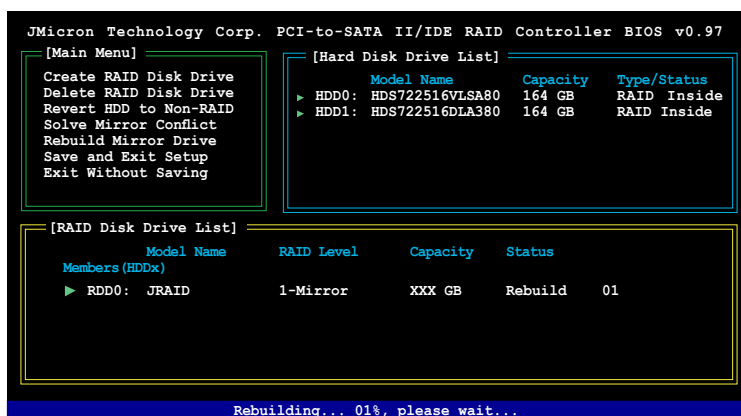 JMicron Technology Corp. PCI-to-SATA II/IDE RAID Controller BIOS v0.97
[Main Menu]
Create RAID Disk Drive
Delete RAID Disk Drive
Revert HDD to Non-RAID
Solve Mirror Conflict
Rebuild Mirror Drive
Save and Exit Setup
Exit Without Saving
[Hard Disk Drive List]
Model Name Capacity Type/Status
HDD0: HDS722516VLSA80 164 GB RAID Inside
HDD1: HDS722516DLA380 164 GB RAID Inside
[RAID Disk Drive List]
Model Name RAID Level Capacity Status
Members(HDDx)
RDD0: JRAID 1-Mirror XXX GB Rebuild 01
Rebuilding... 01%, please wait...